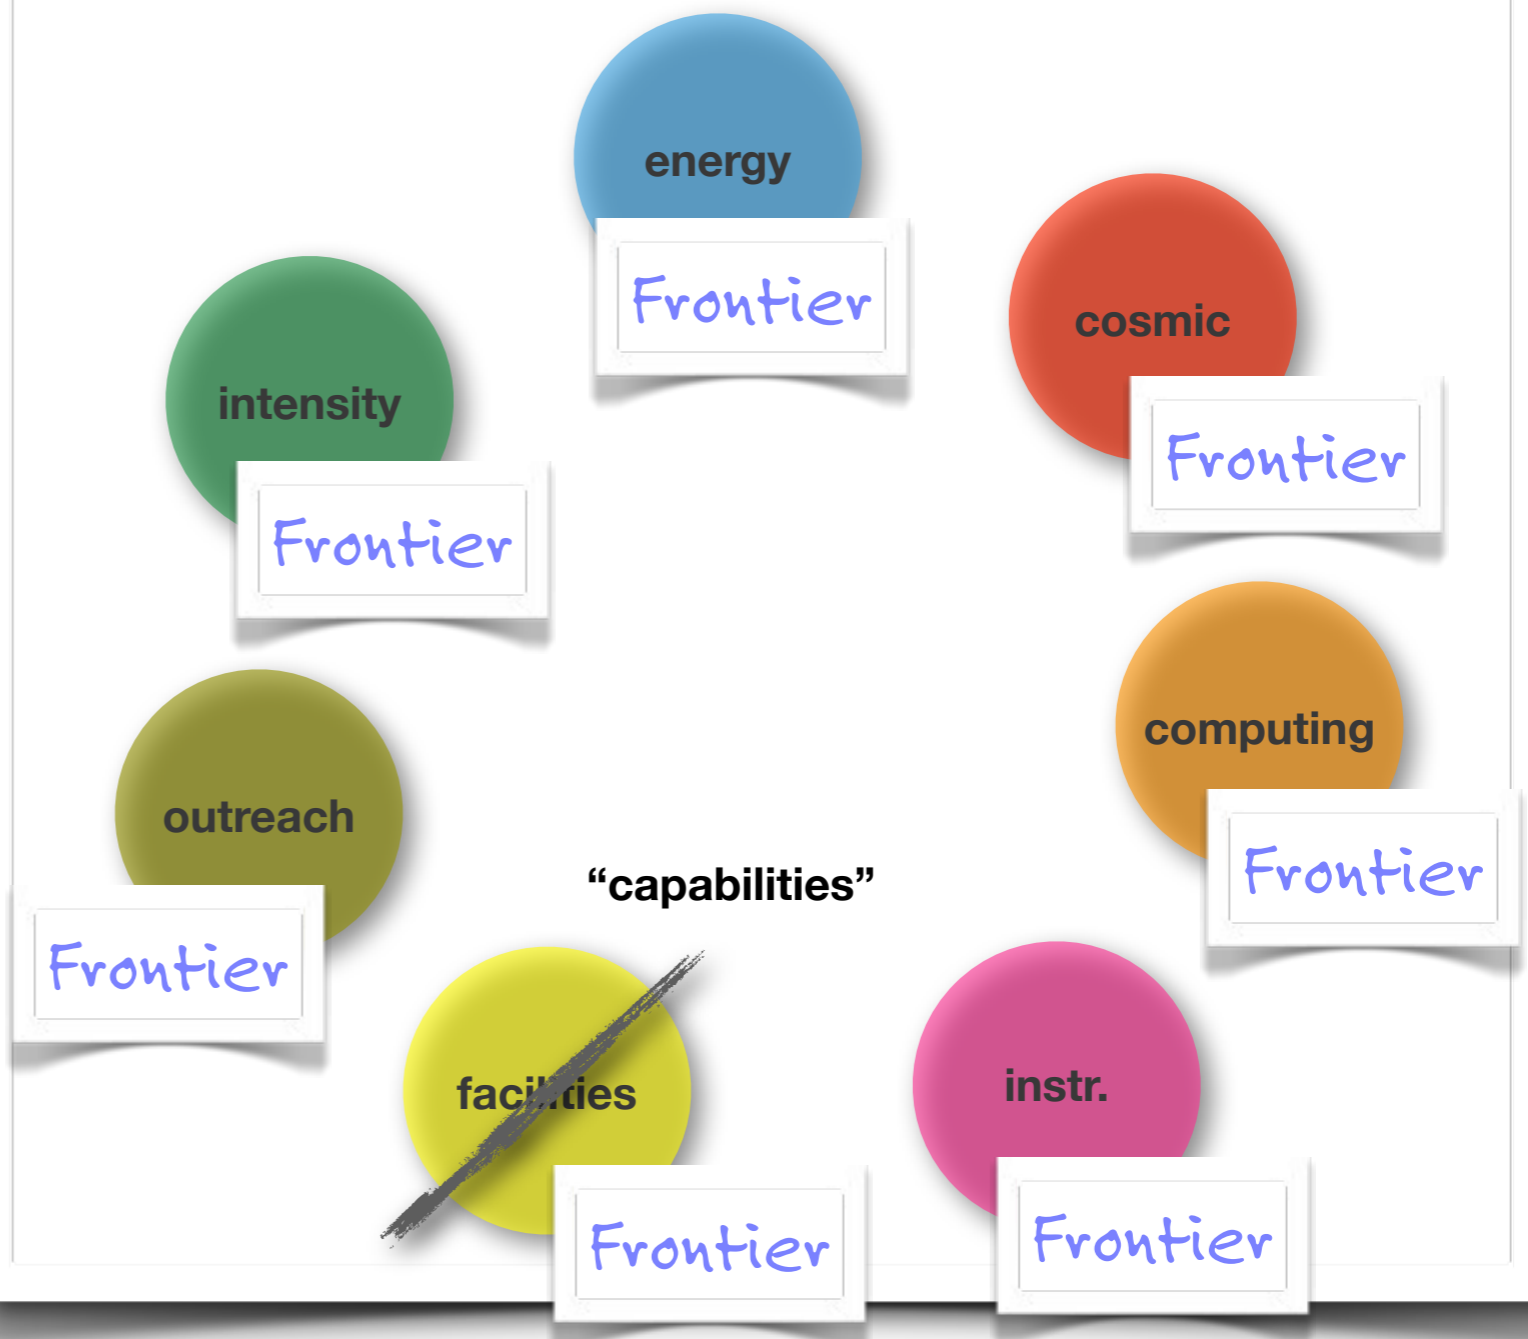 energy
Frontier
cosmic
Frontier
intensity
Frontier
computing
Frontier
outreach
Frontier
“capabilities”
facilities
Frontier
instr.
Frontier